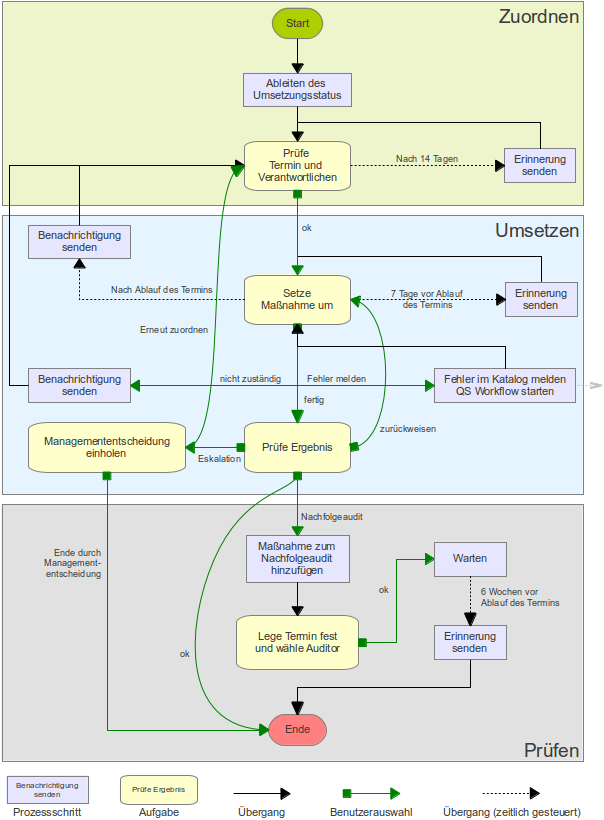 Zuordnen
Start
Ableiten des
Umsetzungsstatus
Prüfe
Termin und
Verantwortlichen
Nach 14 Tagen
Erinnerung
senden
ok
Umsetzen
Benachrichtigung
senden
Nach Ablauf des Termins
Setze
Maßnahme um
7 Tage vor Ablauf
des Termins
Erinnerung
senden
Erneut zuordnen
Benachrichtigung
senden
nicht zuständig
Fehler melden
Fehler im Katalog melden
QS Workflow starten
fertig
zurückweisen
Managemententscheidung
einholen
Eskalation
Prüfe Ergebnis
Nachfolgeaudit
Ende durch
Management-
entscheidung
Maßnahme zum
Nachfolgeaudit
hinzufügen
Warten
ok
6 Wochen vor
Ablauf des Termins
Lege Termin fest
und wähle Auditor
Erinnerung
senden
ok
Ende
Prüfen
Benachrichtigung
senden
Prüfe Ergebnis
Prozessschritt
Aufgabe
Übergang
Benutzerauswahl
Übergang (zeitlich gesteuert)